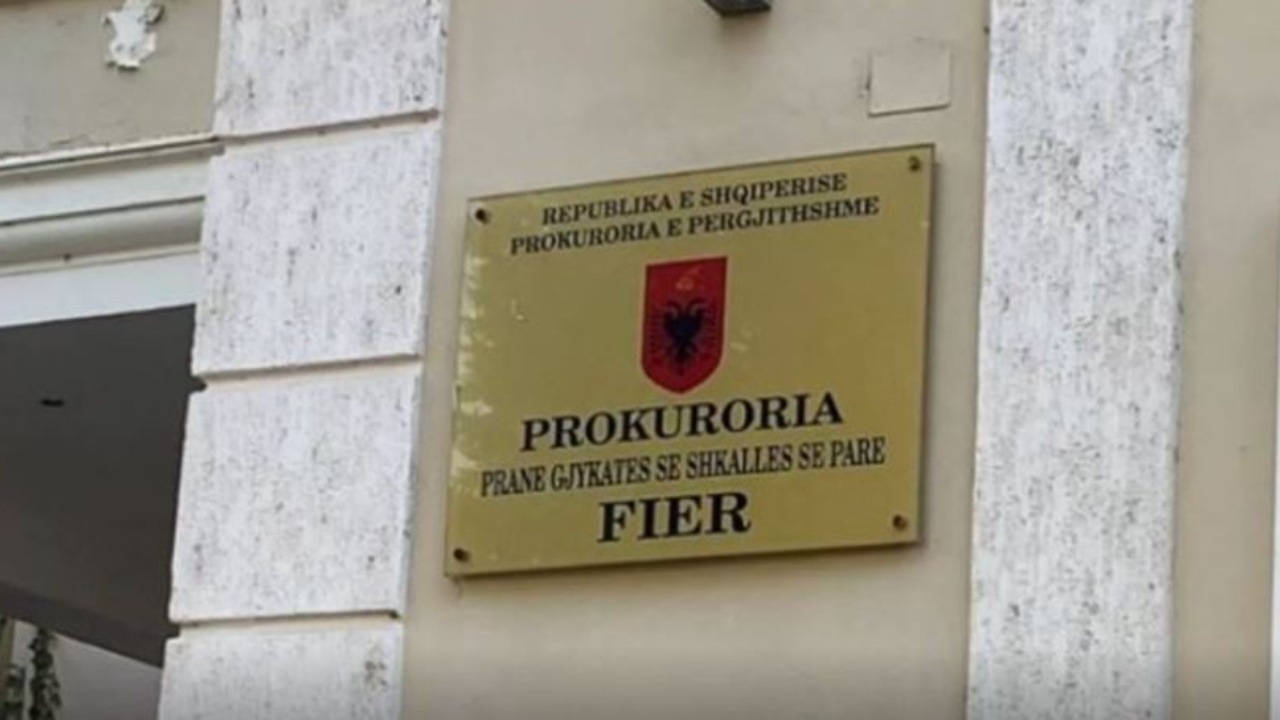 REPUBLIKA E SHQIPERISE
PROKURORIA E PERGJITHSHME
PROKURORIA
PRANE GJYKATES SE SHKALLES SE PARE
FIER